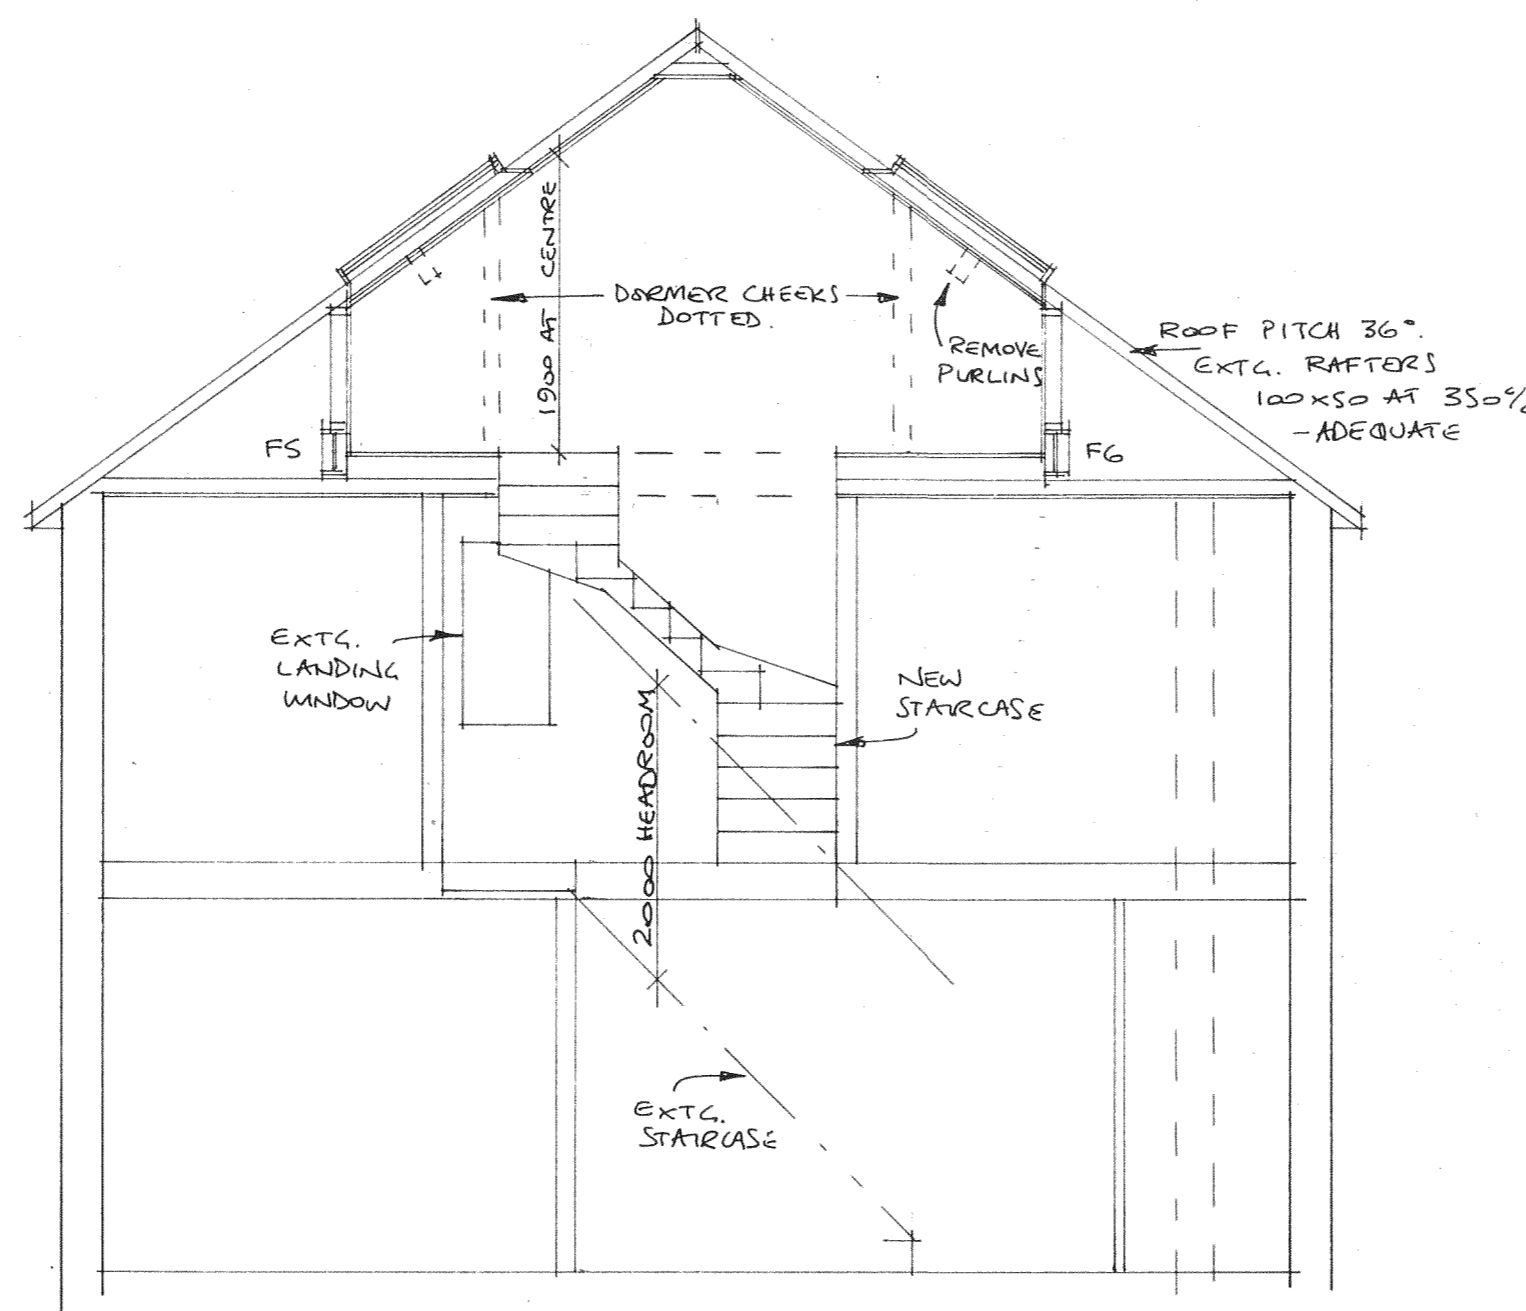 1900 AT CENTRE
DORMER CHEEKS
DOTTED.
REMOVE
PURLINS
ROOF PITCH 36°.
EXTG. RAFTERS
100x50 AT 350c/
-ADEQUATE
F5
F6
EXTG.
LANDING
WINDOW
NEW
STAIRCASE
2000 HEADROOM
EXTG.
STAIRCASE